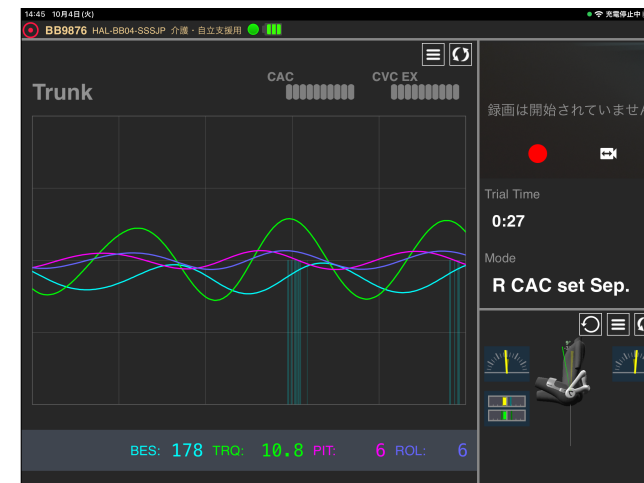 14:45 10月4日(火)
充電停止中
BB9876 HAL-BB04-SSSJP 介護・自立支援用
Trunk
CAC
CVC EX
録画は開始されていません
Trial Time
0:27
Mode
R CAC set Sep.
BES: 178 TRQ: 10.8 PIT: 6 ROL: 6